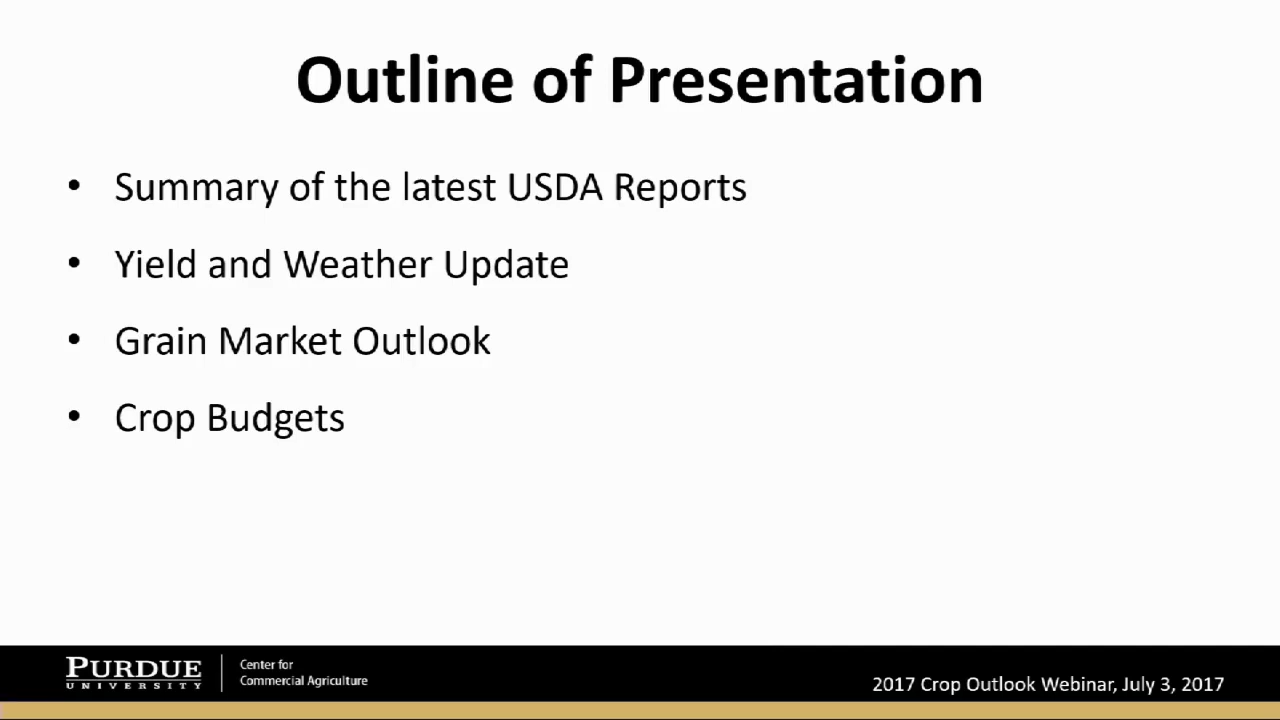 Outline of Presentation
• Summary of the latest USDA Reports
• Yield and Weather Update
• Grain Market Outlook
• Crop Budgets
PURDUE
UNIVERSITY
Center for
Commercial Agriculture
2017 Crop Outlook Webinar, July 3, 2017